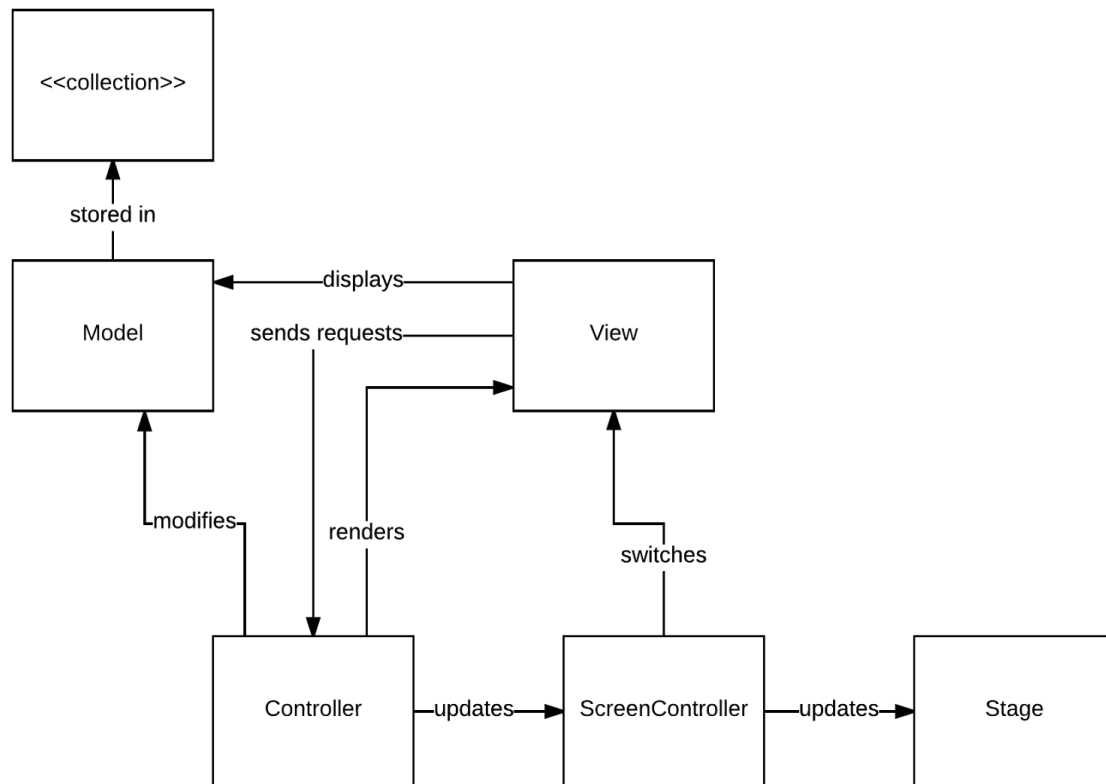 <<collection>>
stored in
displays
Model
sends requests
View
modifies
renders
switches
Controller
updates
ScreenController
updates
Stage